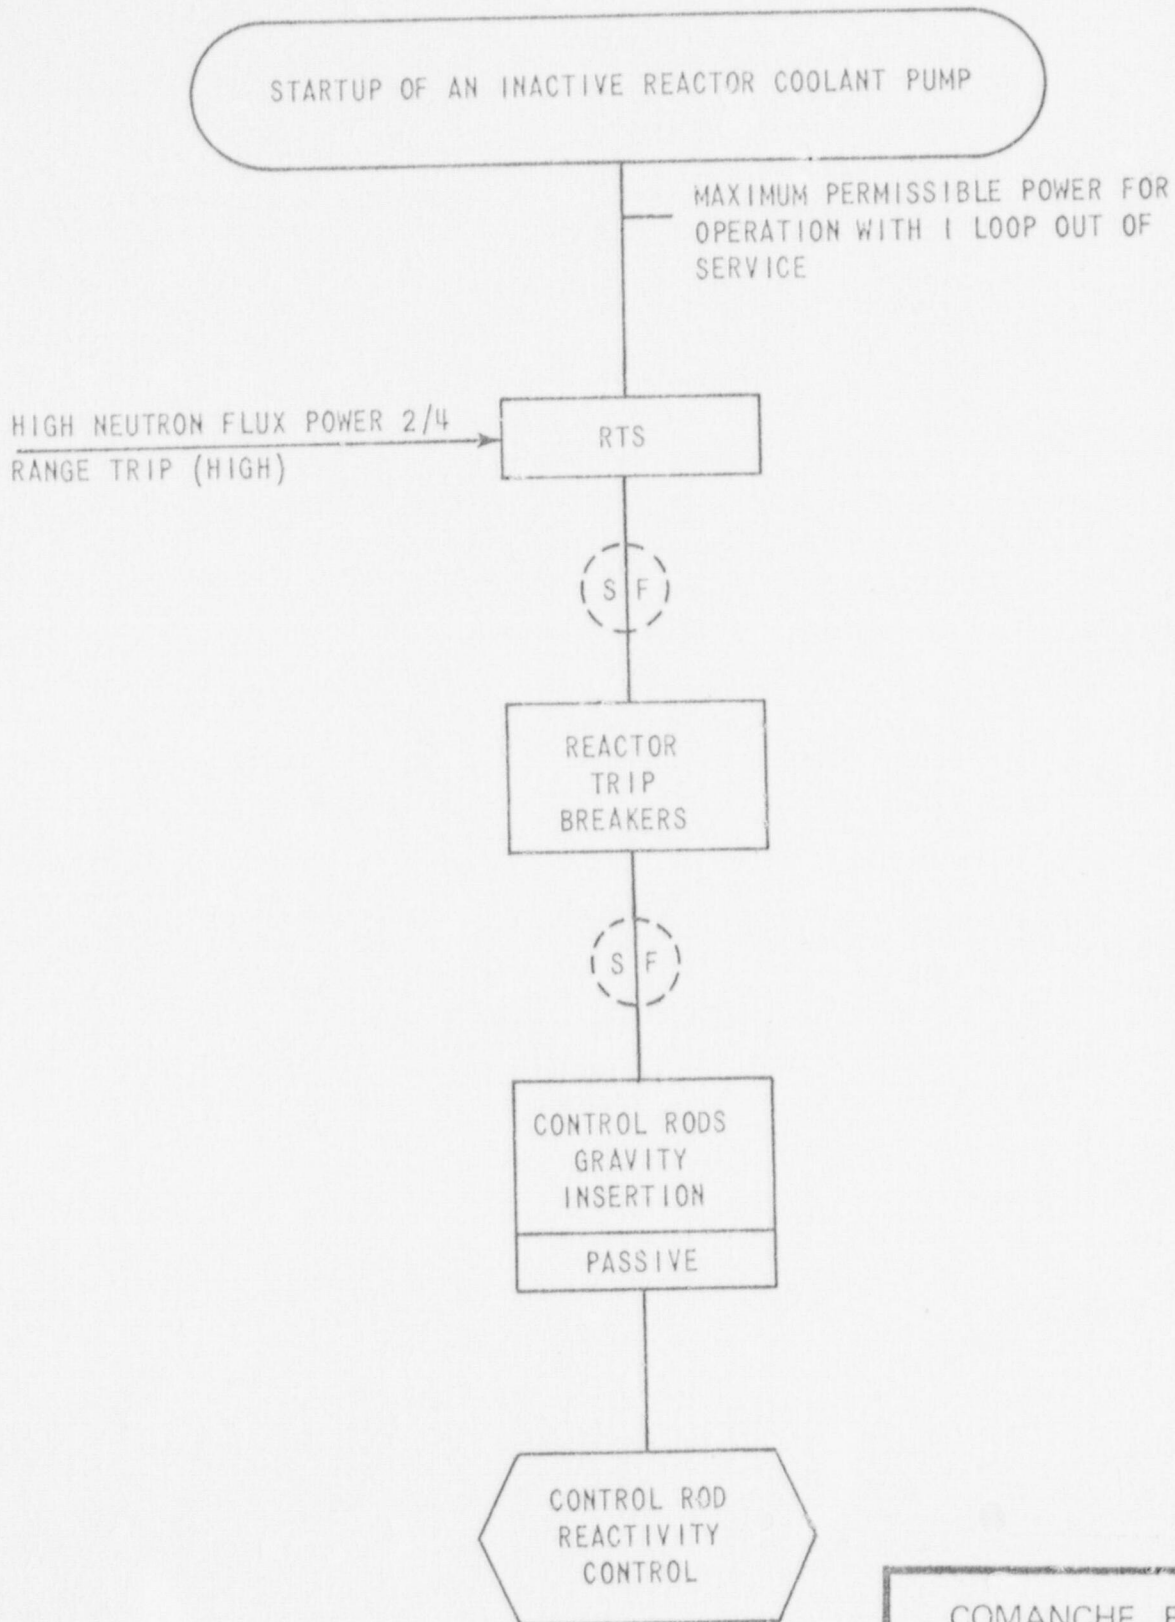 STARTUP OF AN INACTIVE REACTOR COOLANT PUMP
MAXIMUM PERMISSIBLE POWER FOR
OPERATION WITH 1 LOOP OUT OF
SERVICE
HIGH NEUTRON FLUX POWER 2/4
RANGE TRIP (HIGH)
RTS
S F
REACTOR
TRIP
BREAKERS
S F
CONTROL RODS
GRAVITY
INSERTION
PASSIVE
CONTROL ROD
REACTIVITY
CONTROL
COMANCHE